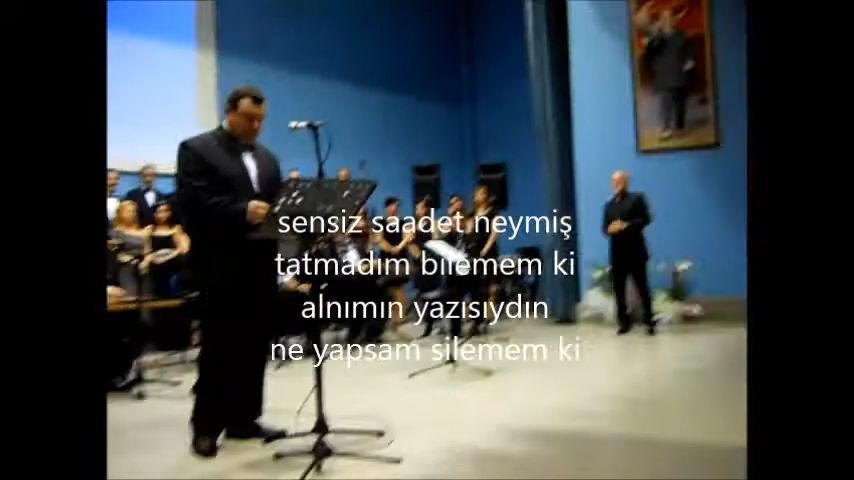 sensiz saadet neymiş
tatmadım bilemem ki
alnımın yazısıydın
ne yapsam silemem ki